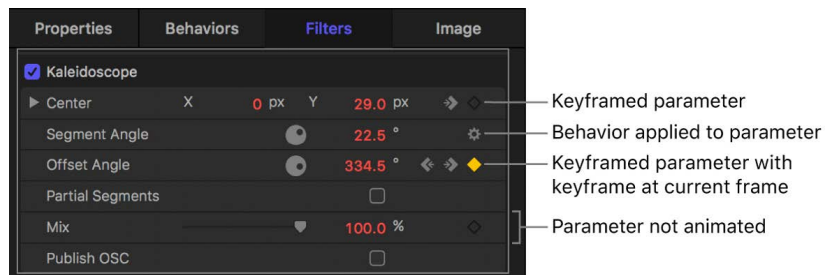 Properties Behaviors Filters Image
Kaleidoscope
Center X 0 px Y 29.0 px
Keyframed parameter
Segment Angle 22.5 °
Behavior applied to parameter
Offset Angle 334.5 °
Keyframed parameter with
keyframe at current frame
Partial Segments
Mix 100.0 %
Parameter not animated
Publish OSC